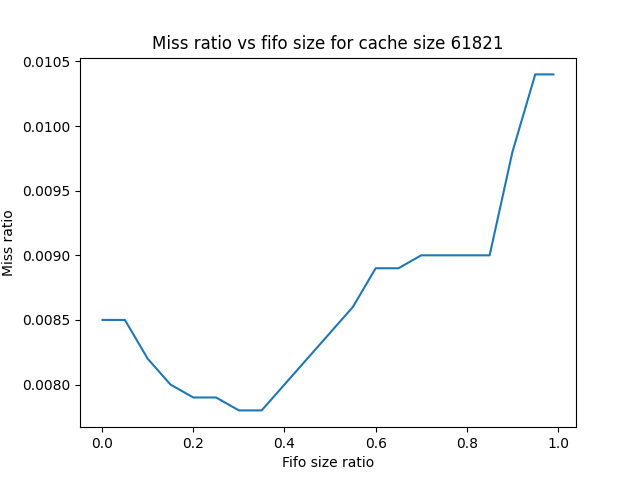 Miss ratio vs fifo size for cache size 61821
Miss ratio
0.0105
0.0100
0.0095
0.0090
0.0085
0.0080
0.0 0.2 0.4 0.6 0.8 1.0
Fifo size ratio